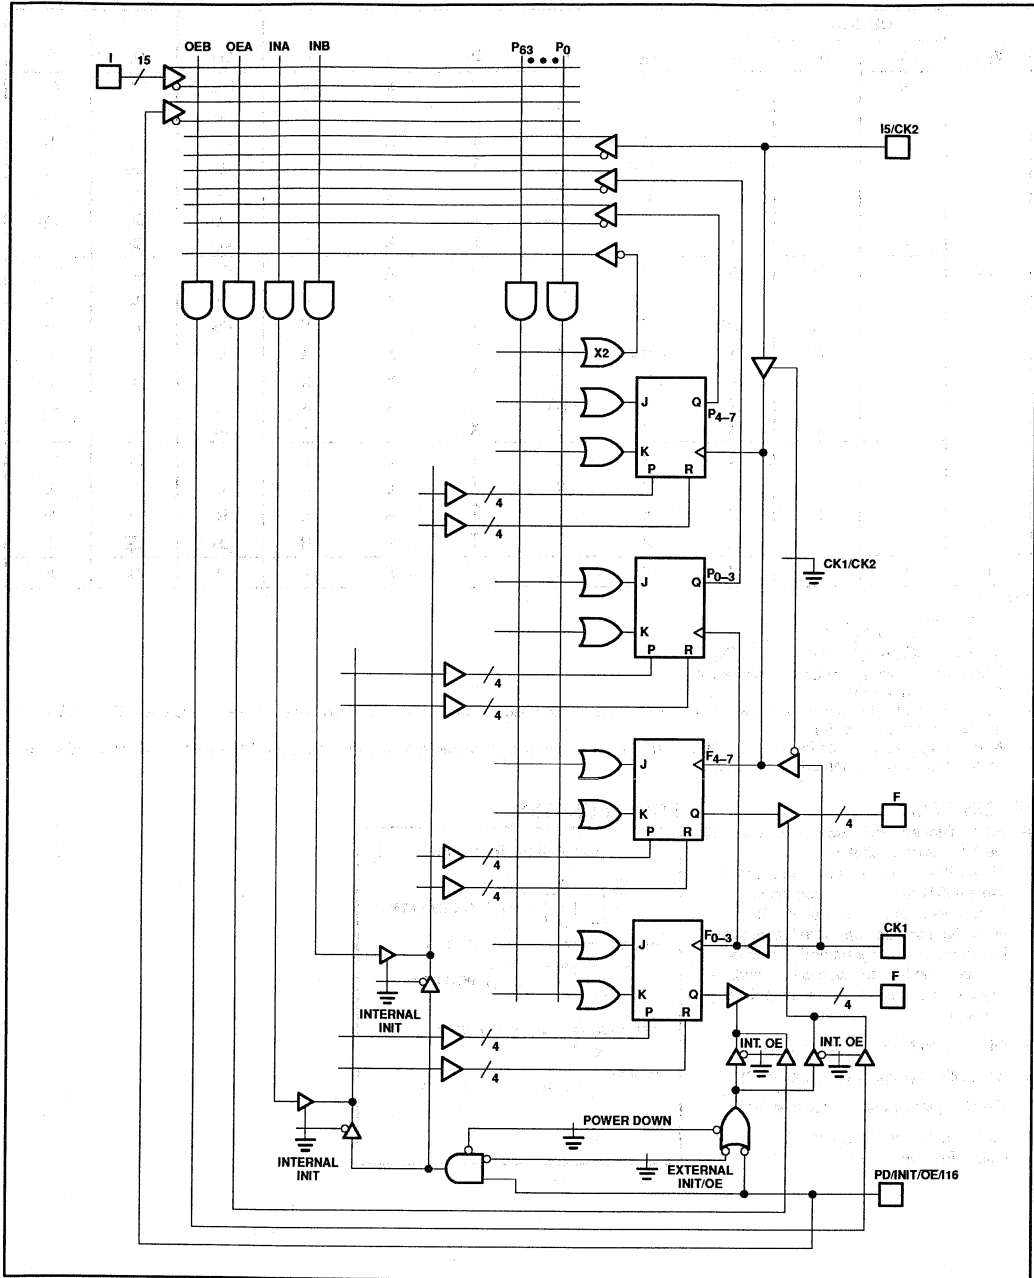 OEB OEA INA INB P63 P0
I 15
I5/CK2
X2
J Q P4–7
K
P R
4
4
CK1/CK2
J Q P0–3
K
P R
4
4
J F4–7
K Q
P R
F
4
4
4
J F0–3
CK1
K Q
P R
F
4
INTERNAL
INIT
4
4
INT. OE INT. OE
POWER DOWN
INTERNAL
INIT
EXTERNAL
INIT/OE
PD/INIT/O̅E̅/I16